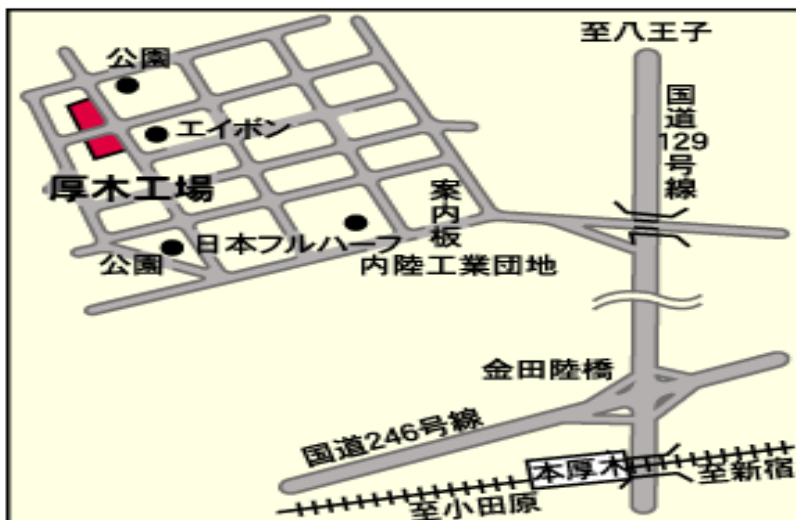 至八王子
公園
国道129号線
エイボン
厚木工場
案内板
日本フルハーフ
公園
内陸工業団地
金田陸橋
国道246号線
本厚木
至新宿
至小田原